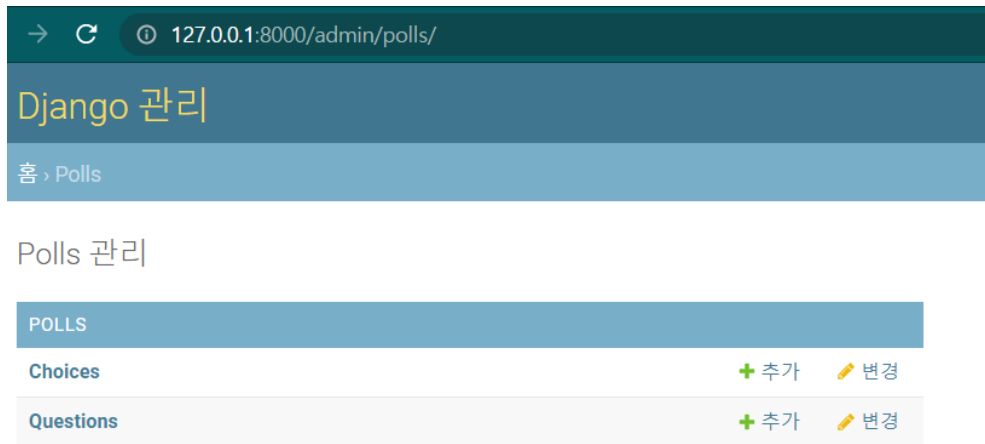 127.0.0.1:8000/admin/polls/
Django 관리
홈 › Polls
Polls 관리
POLLS
Choices 추가 변경
Questions 추가 변경